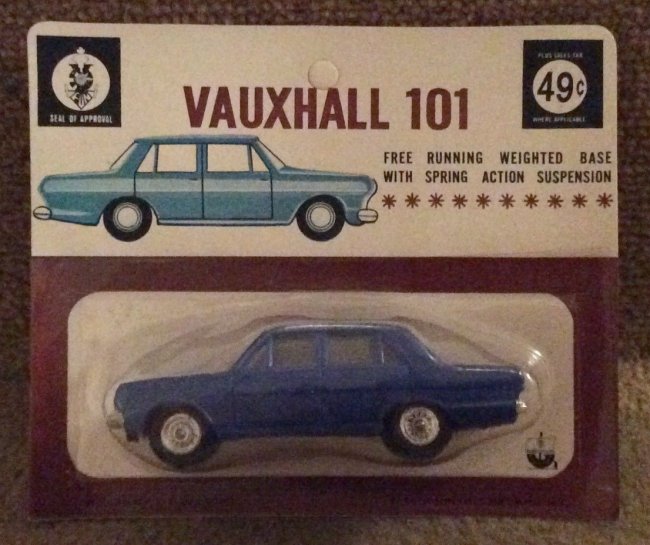 SEAL OF APPROVAL
PLUS SALES TAX
49¢
WHERE APPLICABLE
VAUXHALL 101
FREE RUNNING WEIGHTED BASE
WITH SPRING ACTION SUSPENSION
* * * * * * * * * *